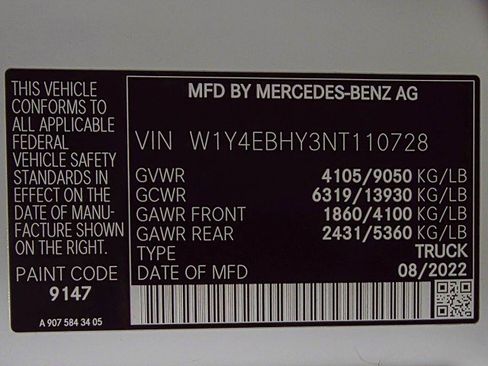 THIS VEHICLE
CONFORMS TO
ALL APPLICABLE
FEDERAL
VEHICLE SAFETY
STANDARDS IN
EFFECT ON THE
DATE OF MANU-
FACTURE SHOWN
ON THE RIGHT.
PAINT CODE
9147
A 907 584 34 05
MFD BY MERCEDES-BENZ AG
VIN W1Y4EBHY3NT110728
GVWR 4105/9050 KG/LB
GCWR 6319/13930 KG/LB
GAWR FRONT 1860/4100 KG/LB
GAWR REAR 2431/5360 KG/LB
TYPE TRUCK
DATE OF MFD 08/2022